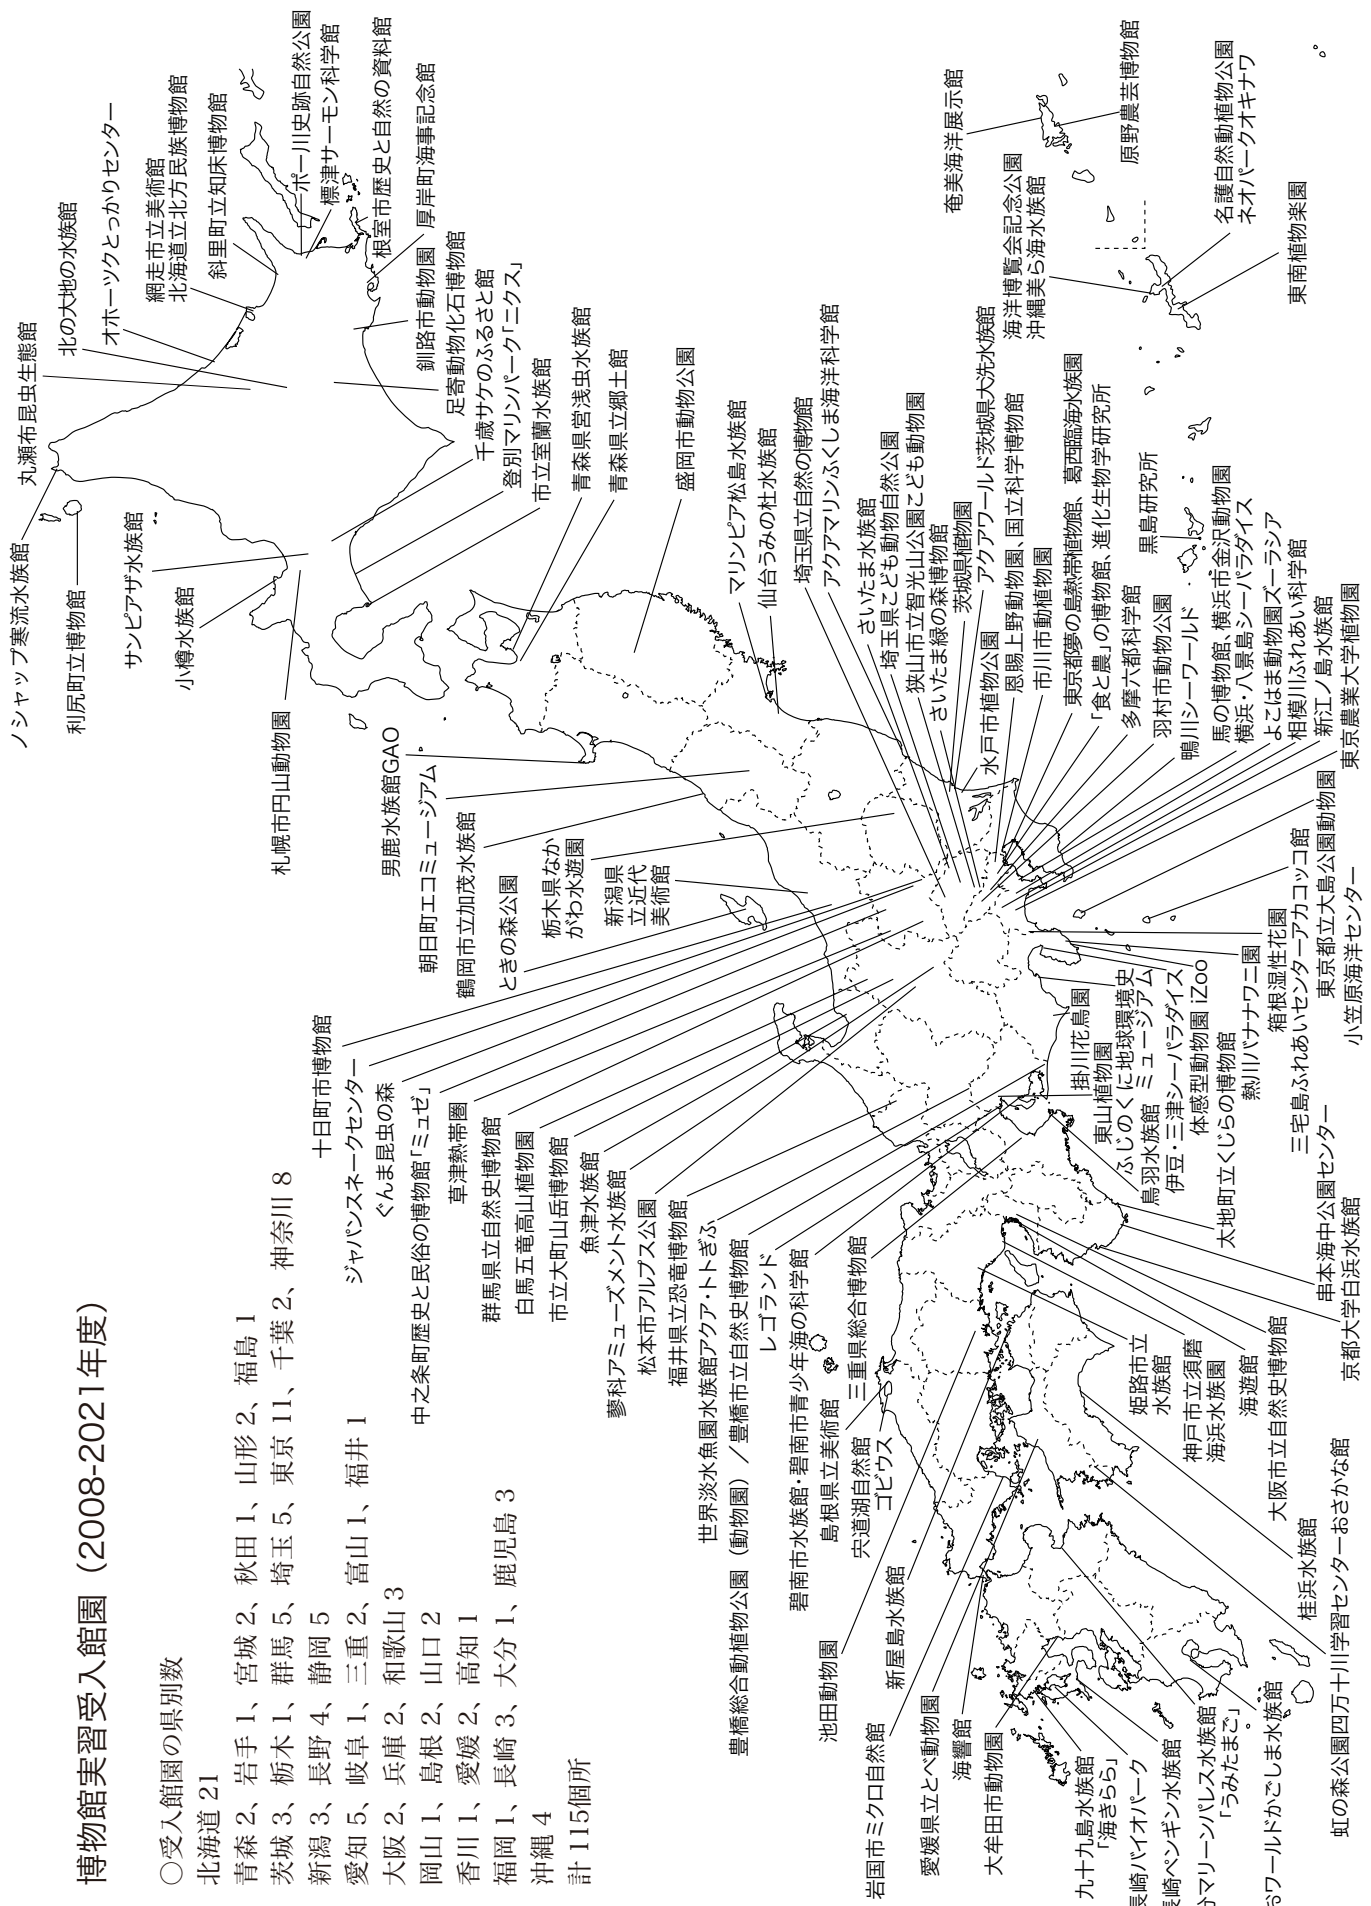 博物館実習受入館園（2008-2021年度）
〇受入館園の県別数
北海道 21
青森 2、岩手 1、宮城 2、秋田 1、山形 2、福島 1
茨城 3、栃木 1、群馬 5、埼玉 5、東京 11、千葉 2、神奈川 8
新潟 3、長野 4、静岡 5
愛知 5、岐阜 1、三重 2、富山 1、福井 1
大阪 2、兵庫 2、和歌山 3
岡山 1、島根 2、山口 2
香川 1、愛媛 2、高知 1
福岡 1、長崎 3、大分 1、鹿児島 3
沖縄 4
計 115個所
ノシャップ寒流水族館
丸瀬布昆虫生態館
北の大地の水族館
オホーツクとっかりセンター
網走市立美術館
北海道立北方民族博物館
斜里町立知床博物館
ポー川史跡自然公園
標津サーモン科学館
根室市歴史と自然の資料館
厚岸町海事記念館
釧路市動物園
足寄動物化石博物館
千歳サケのふるさと館
登別マリンパーク「ニクス」
市立室蘭水族館
利尻町立博物館
サンピアザ水族館
小樽水族館
札幌市円山動物園
青森県営浅虫水族館
青森県立郷土館
盛岡市動物公園
男鹿水族館GAO
朝日町エコミュージアム
鶴岡市立加茂水族館
ときの森公園
栃木県なか
がわ水遊園
新潟県
立近代
美術館
マリンピア松島水族館
仙台うみの杜水族館
埼玉県立自然の博物館
アクアマリンふくしま海洋科学館
さいたま水族館
埼玉県こども動物自然公園
狭山市立智光山公園こども動物園
さいたま緑の森博物館
茨城県植物園
アクアワールド茨城県大洗水族館
水戸市植物公園
恩賜上野動物園、国立科学博物館
市川市動植物園
東京都夢の島熱帯植物館、葛西臨海水族園
「食と農」の博物館、進化生物学研究所
多摩六都科学館
羽村市動物公園
鴨川シーワールド
馬の博物館、横浜市金沢動物園
横浜・八景島シーパラダイス
よこはま動物園ズーラシア
相模川ふれあい科学館
新江ノ島水族館
東京農業大学植物園
東京都立大島公園動物園
三宅島ふれあいセンターアカコッコ館
小笠原海洋センター
箱根湿性花園
熱川バナナワニ園
体感型動物園 iZoo
伊豆・三津シーパラダイス
ふじのくに地球環境史
ミュージアム
掛川花鳥園
東山植物園
鳥羽水族館
太地町立くじらの博物館
串本海中公園センター
京都大学白浜水族館
十日町市博物館
ジャパンスネークセンター
ぐんま昆虫の森
中之条町歴史と民俗の博物館「ミュゼ」
草津熱帯圏
群馬県立自然史博物館
白馬五竜高山植物園
市立大町山岳博物館
魚津水族館
蓼科アミューズメント水族館
松本市アルプス公園
福井県立恐竜博物館
世界淡水魚園水族館アクア・トトぎふ
豊橋総合動植物公園（動物園）／豊橋市立自然史博物館
レゴランド
碧南市水族館・碧南市青少年海の科学館
三重県総合博物館
島根県立美術館
宍道湖自然館
ゴビウス
姫路市立
水族館
神戸市立須磨
海浜水族園
海遊館
大阪市立自然史博物館
池田動物園
新屋島水族館
岩国市ミクロ自然館
愛媛県立とべ動物園
海響館
大牟田市動物園
九十九島水族館
「海きらら」
長崎バイオパーク
長崎ペンギン水族館
分マリーンパレス水族館
「うみたまご」
おワールドかごしま水族館
桂浜水族館
虹の森公園四万十川学習センターおさかな館
奄美海洋展示館
原野農芸博物館
海洋博覧会記念公園
沖縄美ら海水族館
名護自然動植物公園
ネオパークオキナワ
東南植物楽園
黒島研究所